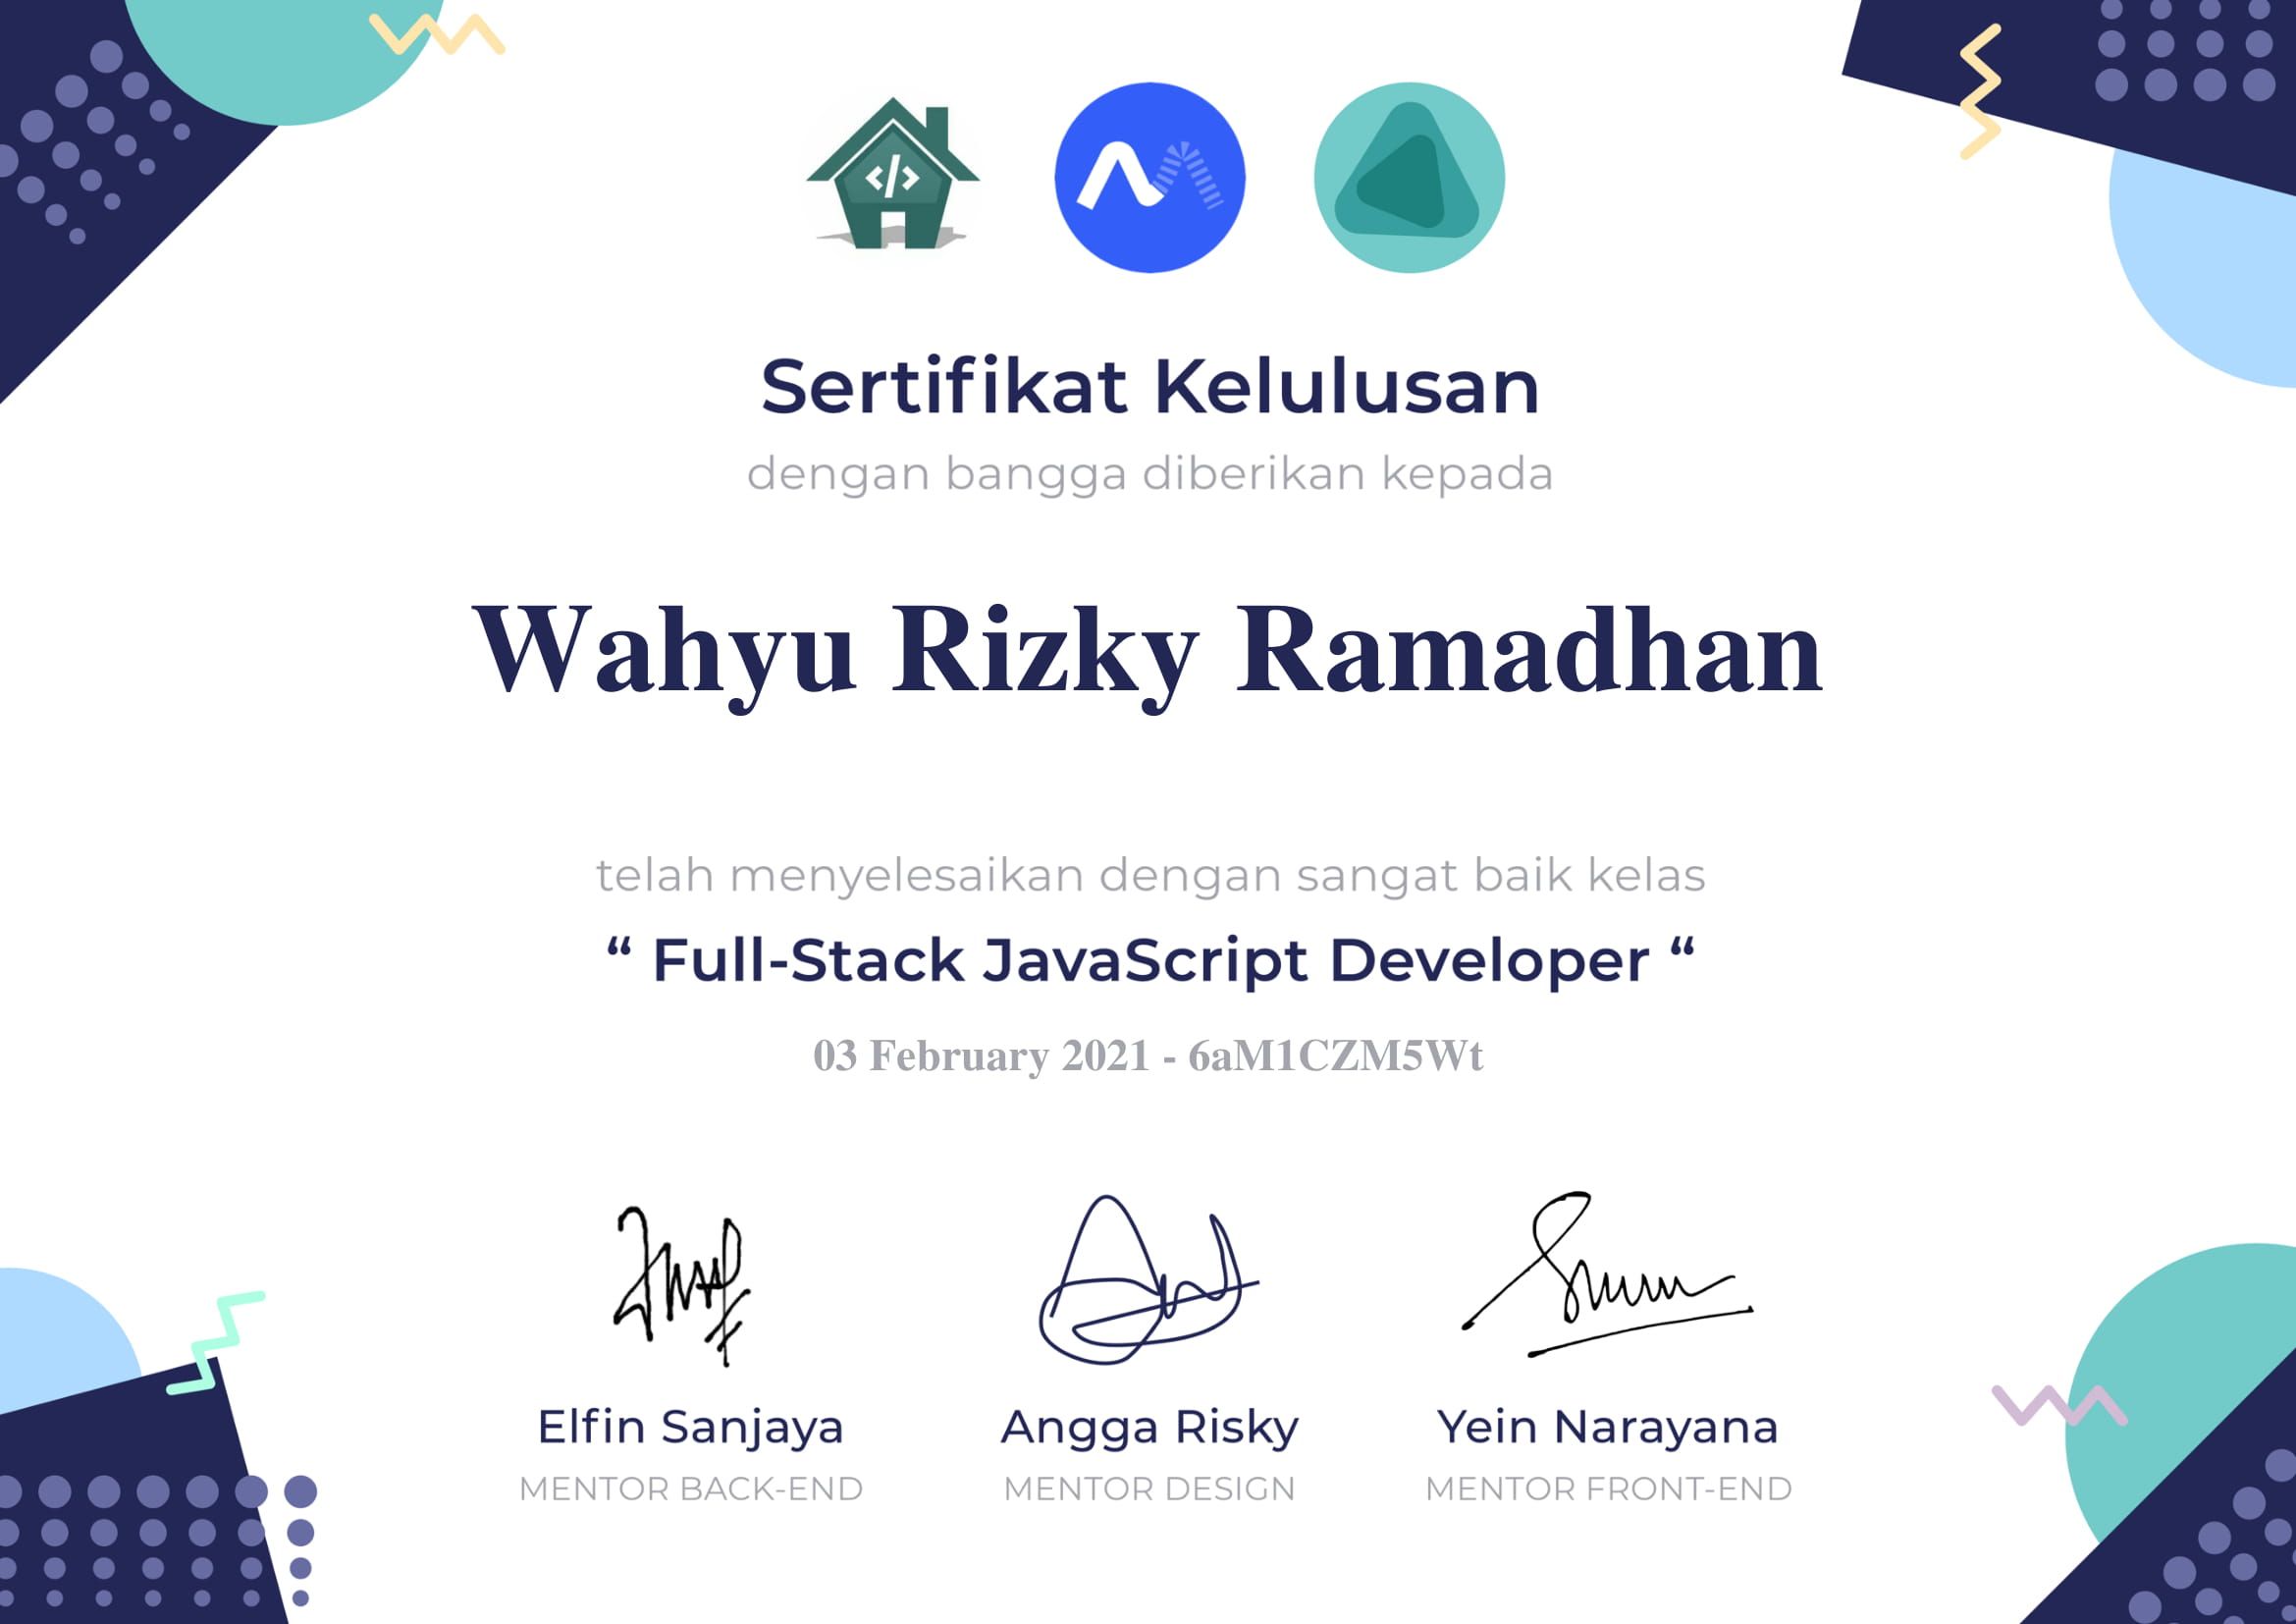 Sertifikat Kelulusan
dengan bangga diberikan kepada
Wahyu Rizky Ramadhan
telah menyelesaikan dengan sangat baik kelas
“ Full-Stack JavaScript Developer “
03 February 2021 - 6aM1CZM5Wt
Elfin Sanjaya Angga Risky Yein Narayana
MENTOR BACK-END MENTOR DESIGN MENTOR FRONT-END